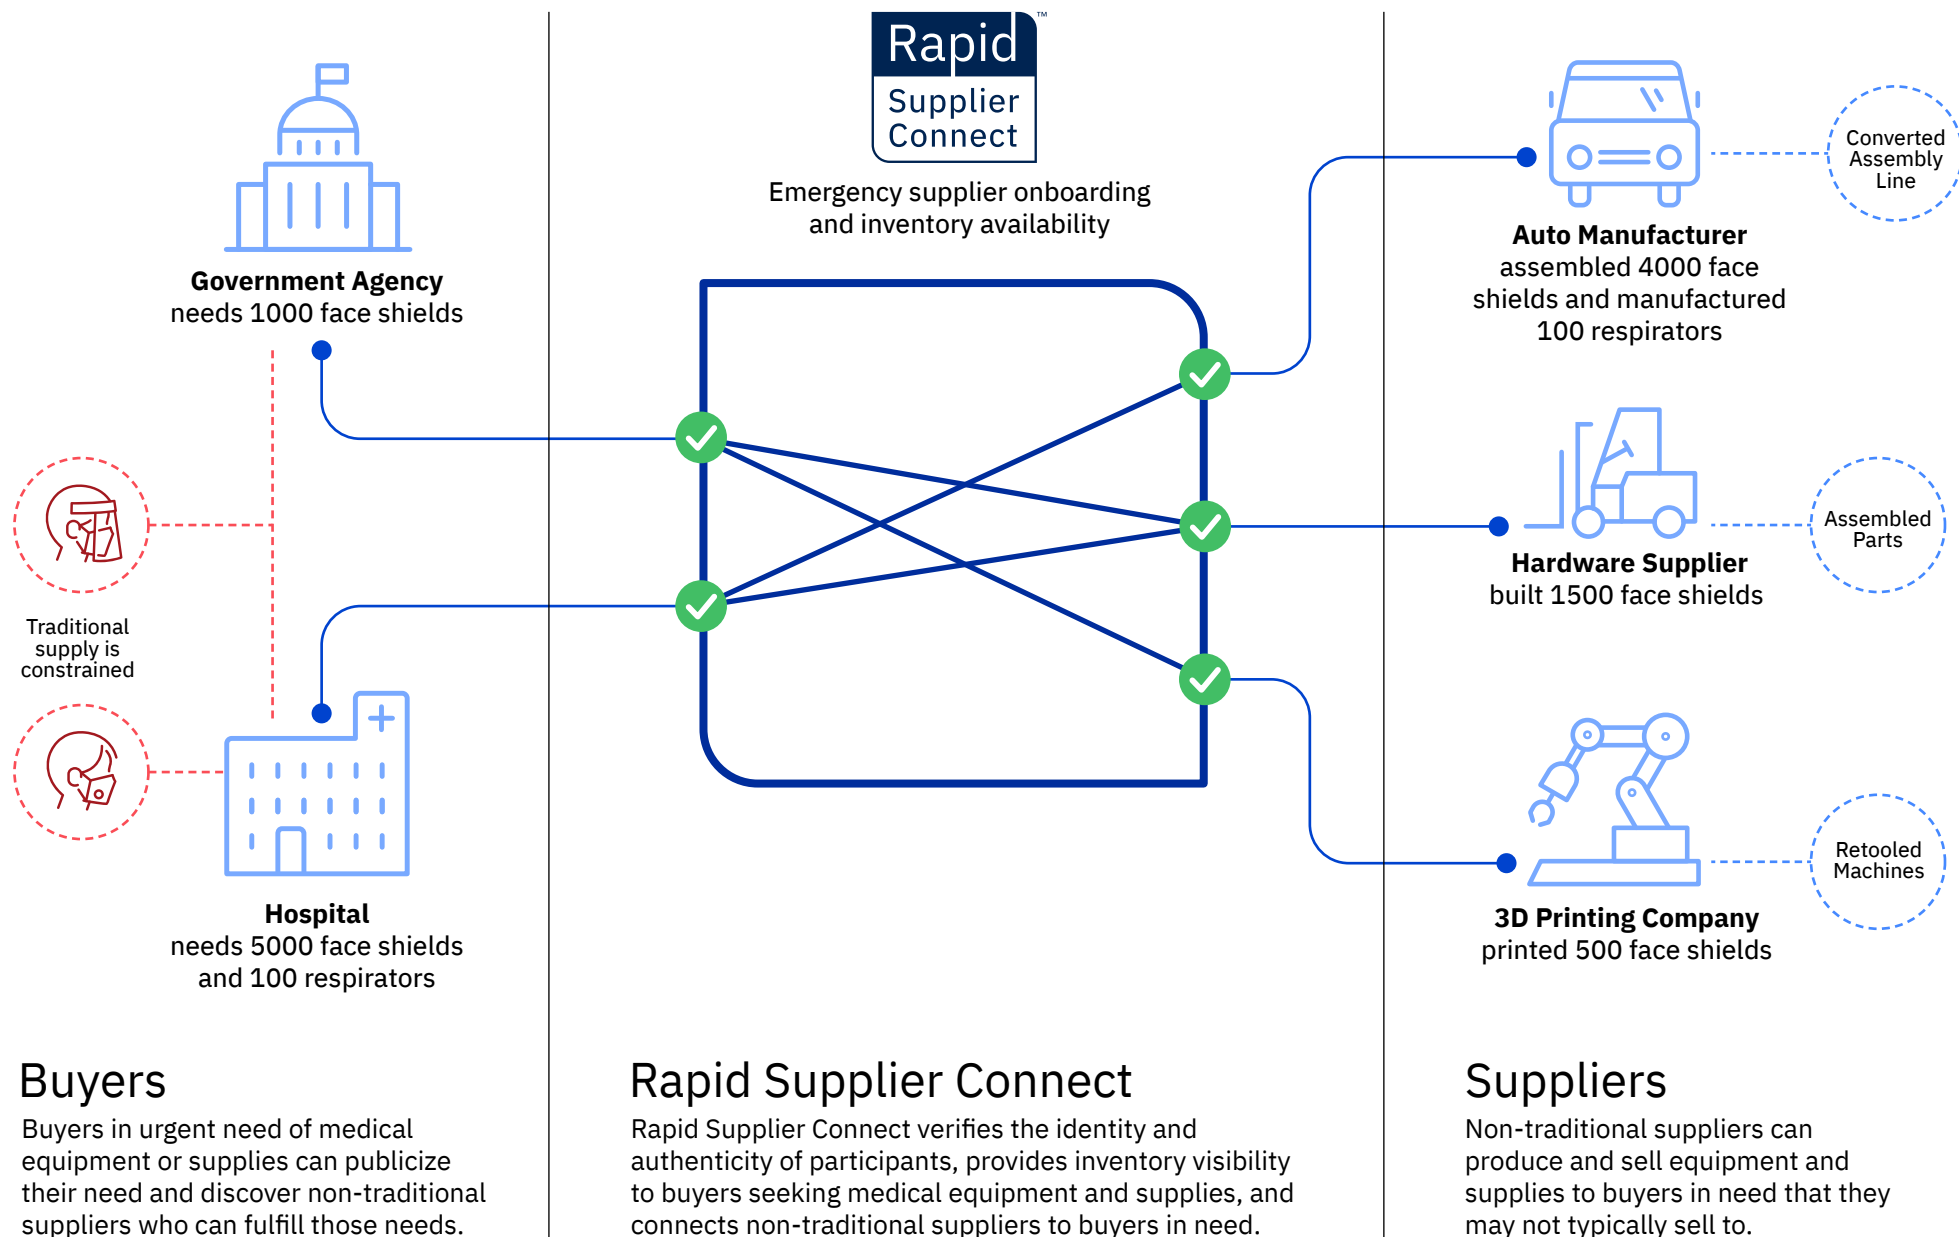 Rapid™
Supplier
Connect
Emergency supplier onboarding
and inventory availability
Government Agency
needs 1000 face shields
Traditional
supply is
constrained
Hospital
needs 5000 face shields
and 100 respirators
Auto Manufacturer
assembled 4000 face
shields and manufactured
100 respirators
Converted
Assembly
Line
Hardware Supplier
built 1500 face shields
Assembled
Parts
3D Printing Company
printed 500 face shields
Retooled
Machines
Buyers
Buyers in urgent need of medical
equipment or supplies can publicize
their need and discover non-traditional
suppliers who can fulfill those needs.
Rapid Supplier Connect
Rapid Supplier Connect verifies the identity and
authenticity of participants, provides inventory visibility
to buyers seeking medical equipment and supplies, and
connects non-traditional suppliers to buyers in need.
Suppliers
Non-traditional suppliers can
produce and sell equipment and
supplies to buyers in need that they
may not typically sell to.